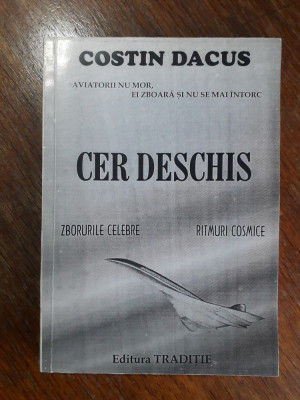 COSTIN DACUS
AVIATORII NU MOR,
EI ZBOARĂ ŞI NU SE MAI ÎNTORC
CER DESCHIS
ZBORURILE CELEBRE RITMURI COSMICE
Editura TRADIŢIE